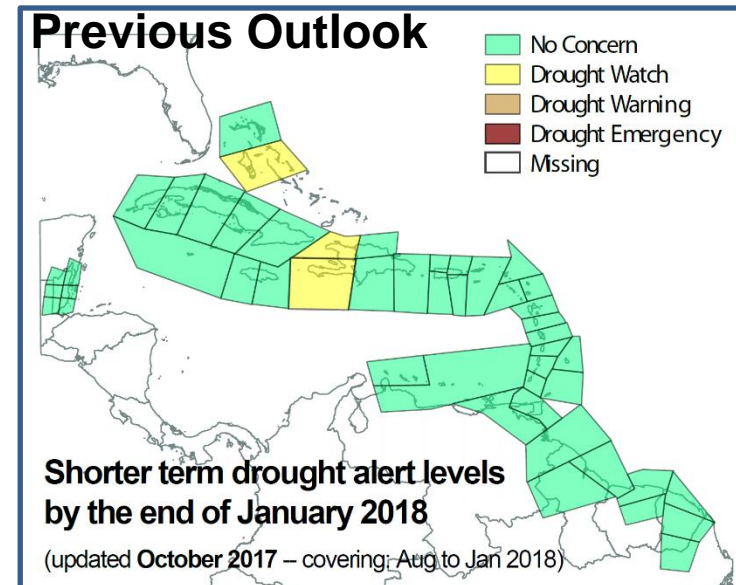 Previous Outlook
No Concern
Drought Watch
Drought Warning
Drought Emergency
Missing
Shorter term drought alert levels
by the end of January 2018
(updated October 2017 – covering: Aug to Jan 2018)